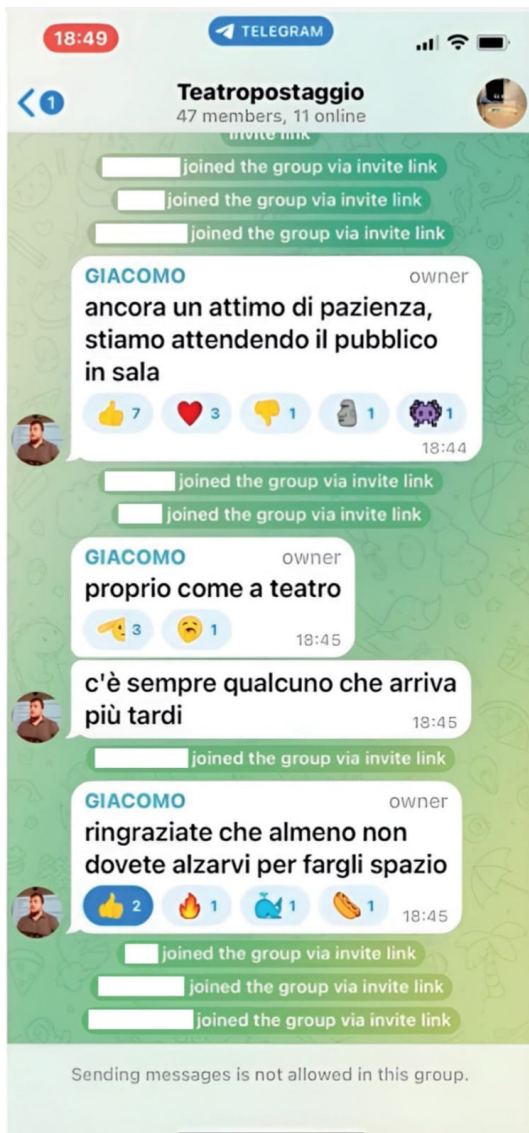 18:49
TELEGRAM
1
Teatropostaggio
47 members, 11 online
invite link
joined the group via invite link
joined the group via invite link
joined the group via invite link
GIACOMO owner
ancora un attimo di pazienza,
stiamo attendendo il pubblico
in sala
7 3 1 1 1
18:44
joined the group via invite link
joined the group via invite link
GIACOMO owner
proprio come a teatro
3 1 18:45
c'è sempre qualcuno che arriva
più tardi 18:45
joined the group via invite link
GIACOMO owner
ringraziate che almeno non
dovete alzarvi per fargli spazio
2 1 1 1 18:45
joined the group via invite link
joined the group via invite link
joined the group via invite link
Sending messages is not allowed in this group.